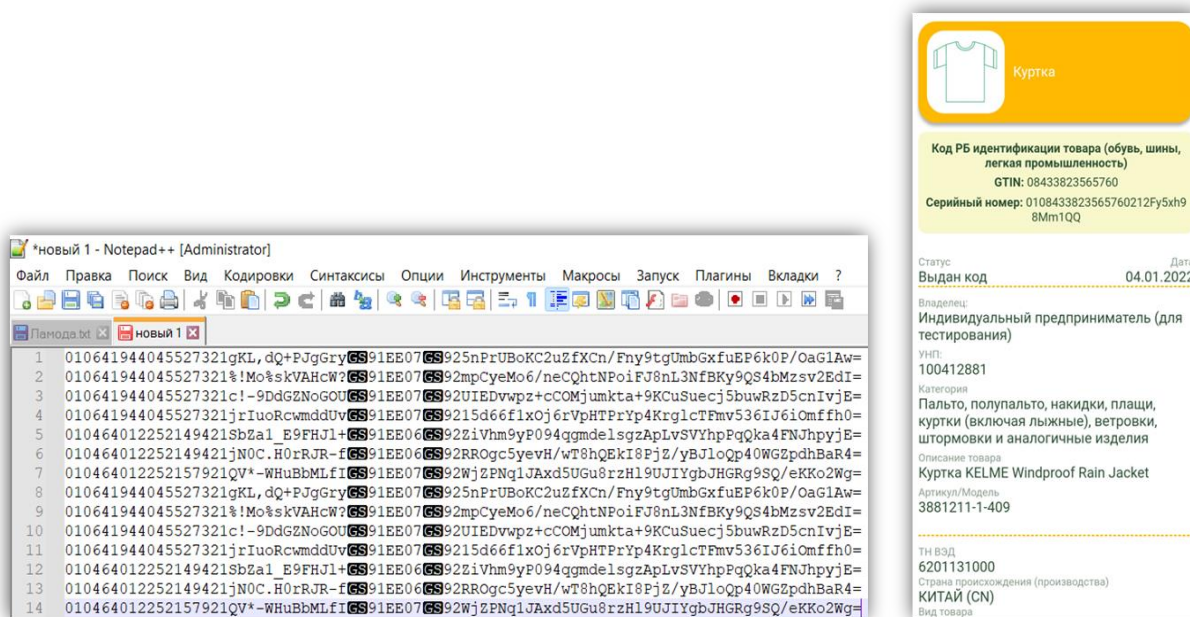 *новый 1 - Notepad++ [Administrator]
Файл Правка Поиск Вид Кодировки Синтаксисы Опции Инструменты Макросы Запуск Плагины Вкладки ?
Ламода.txt новый 1
1 010641944045527321gKL,dQ+PJgGryGS91EE07GS925nPrUBoKC2uZfXCn/Fny9tgUmbGxfuEP6k0P/OaG1Aw=
2 010641944045527321%!Mo%skVAHcW?GS91EE07GS92mpCyeMo6/neCQhtNPoiFJ8nL3NfBKy9QS4bMzsv2EdI=
3 010641944045527321c!-9DdGZNoGOUGS91EE07GS92UIEDvwpz+cCOMjumkta+9KCuSuecj5buwRzD5cnIvjE=
4 010641944045527321jrIuoRcwmddUvGS91EE07GS9215d66f1xOj6rVpHTPrYp4KrglcTFmv536IJ6iOmffh0=
5 010464012252149421SbZa1_E9FHJl+GS91EE06GS92ZiVhm9yP094qgmdelsgzApLvSVYhpPqQka4FNJhpyjE=
6 010464012252149421jN0C.H0rRJR-fGS91EE06GS92RROgc5yevH/wT8hQEkI8PjZ/yBJloQp40WGZpdhBaR4=
7 010464012252157921QV*-WHuBbMLfIGS91EE07GS92WjZPNq1JAxd5UGu8rzHl9UJIYgbJHGRg9SQ/eKKo2Wg=
8 010641944045527321gKL,dQ+PJgGryGS91EE07GS925nPrUBoKC2uZfXCn/Fny9tgUmbGxfuEP6k0P/OaG1Aw=
9 010641944045527321%!Mo%skVAHcW?GS91EE07GS92mpCyeMo6/neCQhtNPoiFJ8nL3NfBKy9QS4bMzsv2EdI=
10 010641944045527321c!-9DdGZNoGOUGS91EE07GS92UIEDvwpz+cCOMjumkta+9KCuSuecj5buwRzD5cnIvjE=
11 010641944045527321jrIuoRcwmddUvGS91EE07GS9215d66f1xOj6rVpHTPrYp4KrglcTFmv536IJ6iOmffh0=
12 010464012252149421SbZa1_E9FHJl+GS91EE06GS92ZiVhm9yP094qgmdelsgzApLvSVYhpPqQka4FNJhpyjE=
13 010464012252149421jN0C.H0rRJR-fGS91EE06GS92RROgc5yevH/wT8hQEkI8PjZ/yBJloQp40WGZpdhBaR4=
14 010464012252157921QV*-WHuBbMLfIGS91EE07GS92WjZPNq1JAxd5UGu8rzHl9UJIYgbJHGRg9SQ/eKKo2Wg=
Куртка
Код РБ идентификации товара (обувь, шины,
легкая промышленность)
GTIN: 08433823565760
Серийный номер: 0108433823565760212Fy5xh9
8Mm1QQ
Статус Дата
Выдан код 04.01.2022
Владелец:
Индивидуальный предприниматель (для
тестирования)
УНП:
100412881
Категория
Пальто, полупальто, накидки, плащи,
куртки (включая лыжные), ветровки,
штормовки и аналогичные изделия
Описание товара
Куртка KELME Windproof Rain Jacket
Артикул/Модель
3881211-1-409
ТН ВЭД
6201131000
Страна происхождения (производства)
КИТАЙ (CN)
Вид товара